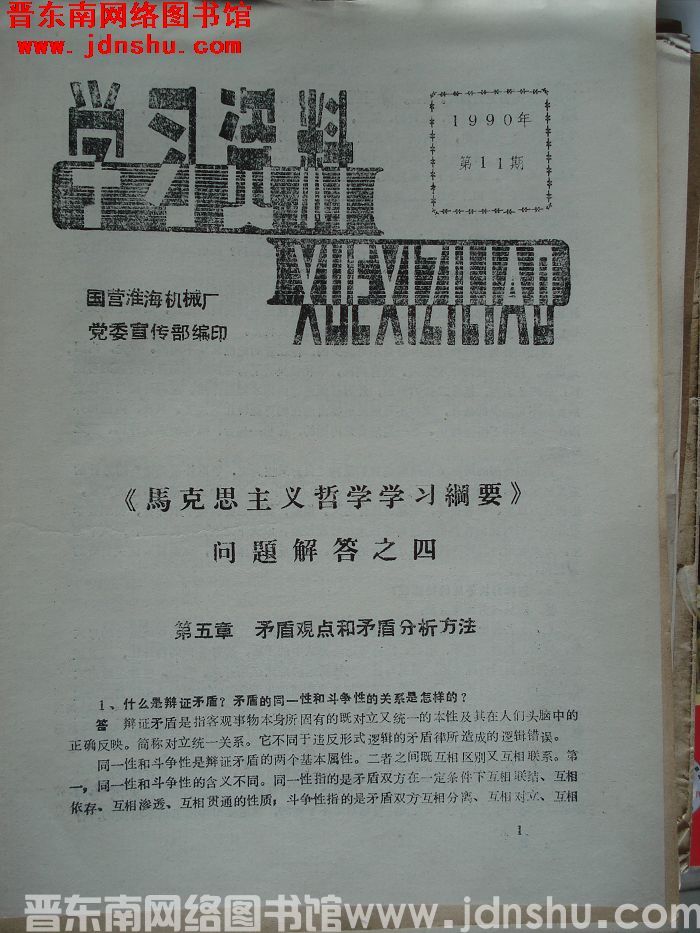 晋东南网络图书馆
www.jdnshu.com
学习资料
1990年
第11期
XUEXIZILIAO
国营淮海机械厂
党委宣传部编印
《馬克思主义哲学学习綱要》
问題解答之四
第五章 矛盾观点和矛盾分析方法
1、什么是辩证矛盾？矛盾的同一性和斗争性的关系是怎样的？
答 辩证矛盾是指客观事物本身所固有的既对立又统一的本性及其在人们头脑中的
正确反映。简称对立统一关系。它不同于违反形式逻辑的矛盾律所造成的逻辑错误。
同一性和斗争性是辩证矛盾的两个基本属性。二者之间既互相区别又互相联系。第
一，同一性和斗争性的含义不同。同一性指的是矛盾双方在一定条件下互相联结、互相
依存、互相渗透、互相贯通的性质；斗争性指的是矛盾双方互相分离、互相对立、互相
1
晋东南网络图书馆www.jdnshu.com